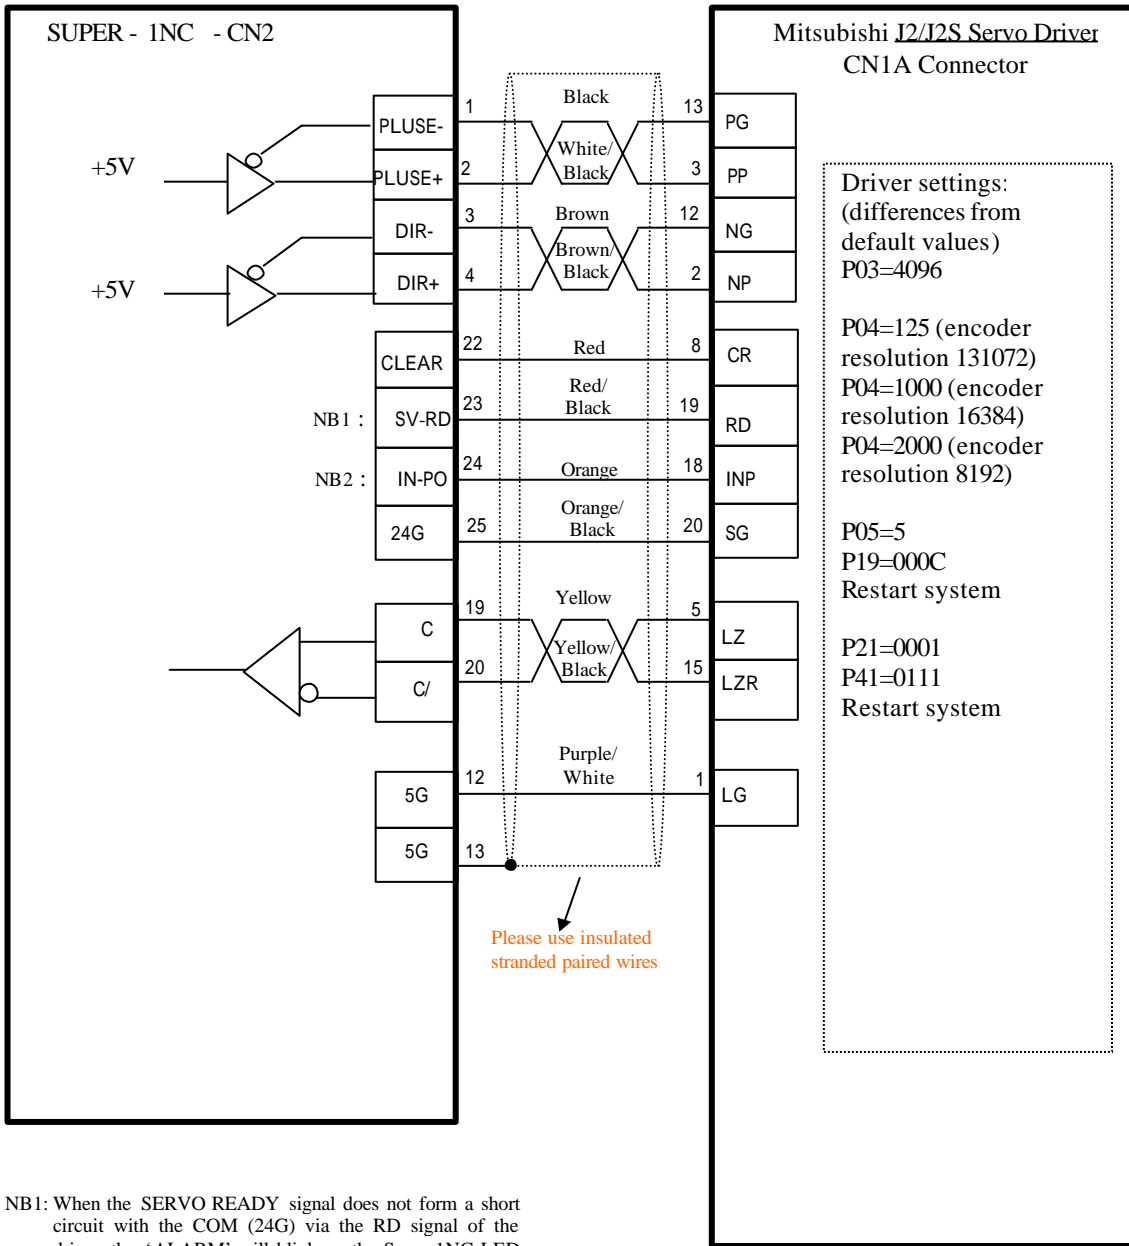 SUPER - 1NC - CN2
Mitsubishi J2/J2S Servo Driver
CN1A Connector
+5V
+5V
PLUSE-
PLUSE+
DIR-
DIR+
1
2
3
4
Black
White/
Black
Brown
Brown/
Black
13
3
12
2
PG
PP
NG
NP
CLEAR
NB1 :
SV-RD
NB2 :
IN-PO
24G
22
23
24
25
Red
Red/
Black
Orange
Orange/
Black
8
19
18
20
CR
RD
INP
SG
C
C/
19
20
Yellow
Yellow/
Black
5
15
LZ
LZR
5G
5G
12
13
Purple/
White
1
LG
Please use insulated
stranded paired wires
Driver settings:
(differences from
default values)
P03=4096
P04=125 (encoder
resolution 131072)
P04=1000 (encoder
resolution 16384)
P04=2000 (encoder
resolution 8192)
P05=5
P19=000C
Restart system
P21=0001
P41=0111
Restart system
NB1: When the SERVO READY signal does not form a short
circuit with the COM (24G) via the RD signal of the